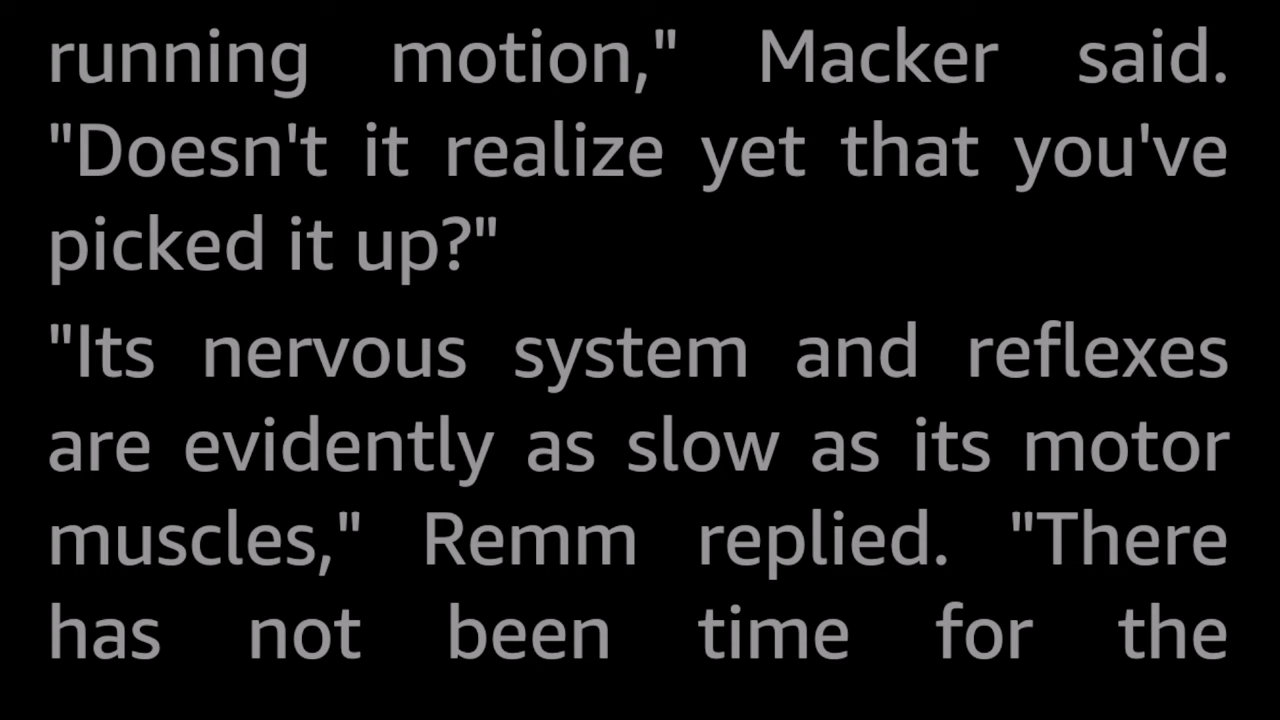 running motion," Macker said.
"Doesn't it realize yet that you've
picked it up?"
"Its nervous system and reflexes
are evidently as slow as its motor
muscles," Remm replied. "There
has not been time for the